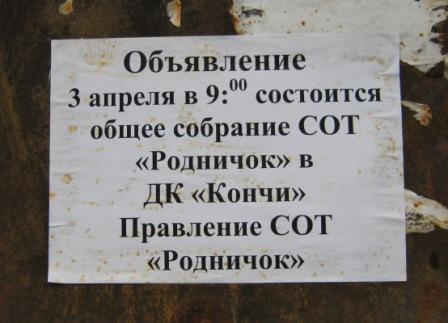 Объявление
3 апреля в 9:00 состоится
общее собрание СОТ
«Родничок» в
ДК «Кончи»
Правление СОТ
«Родничок»